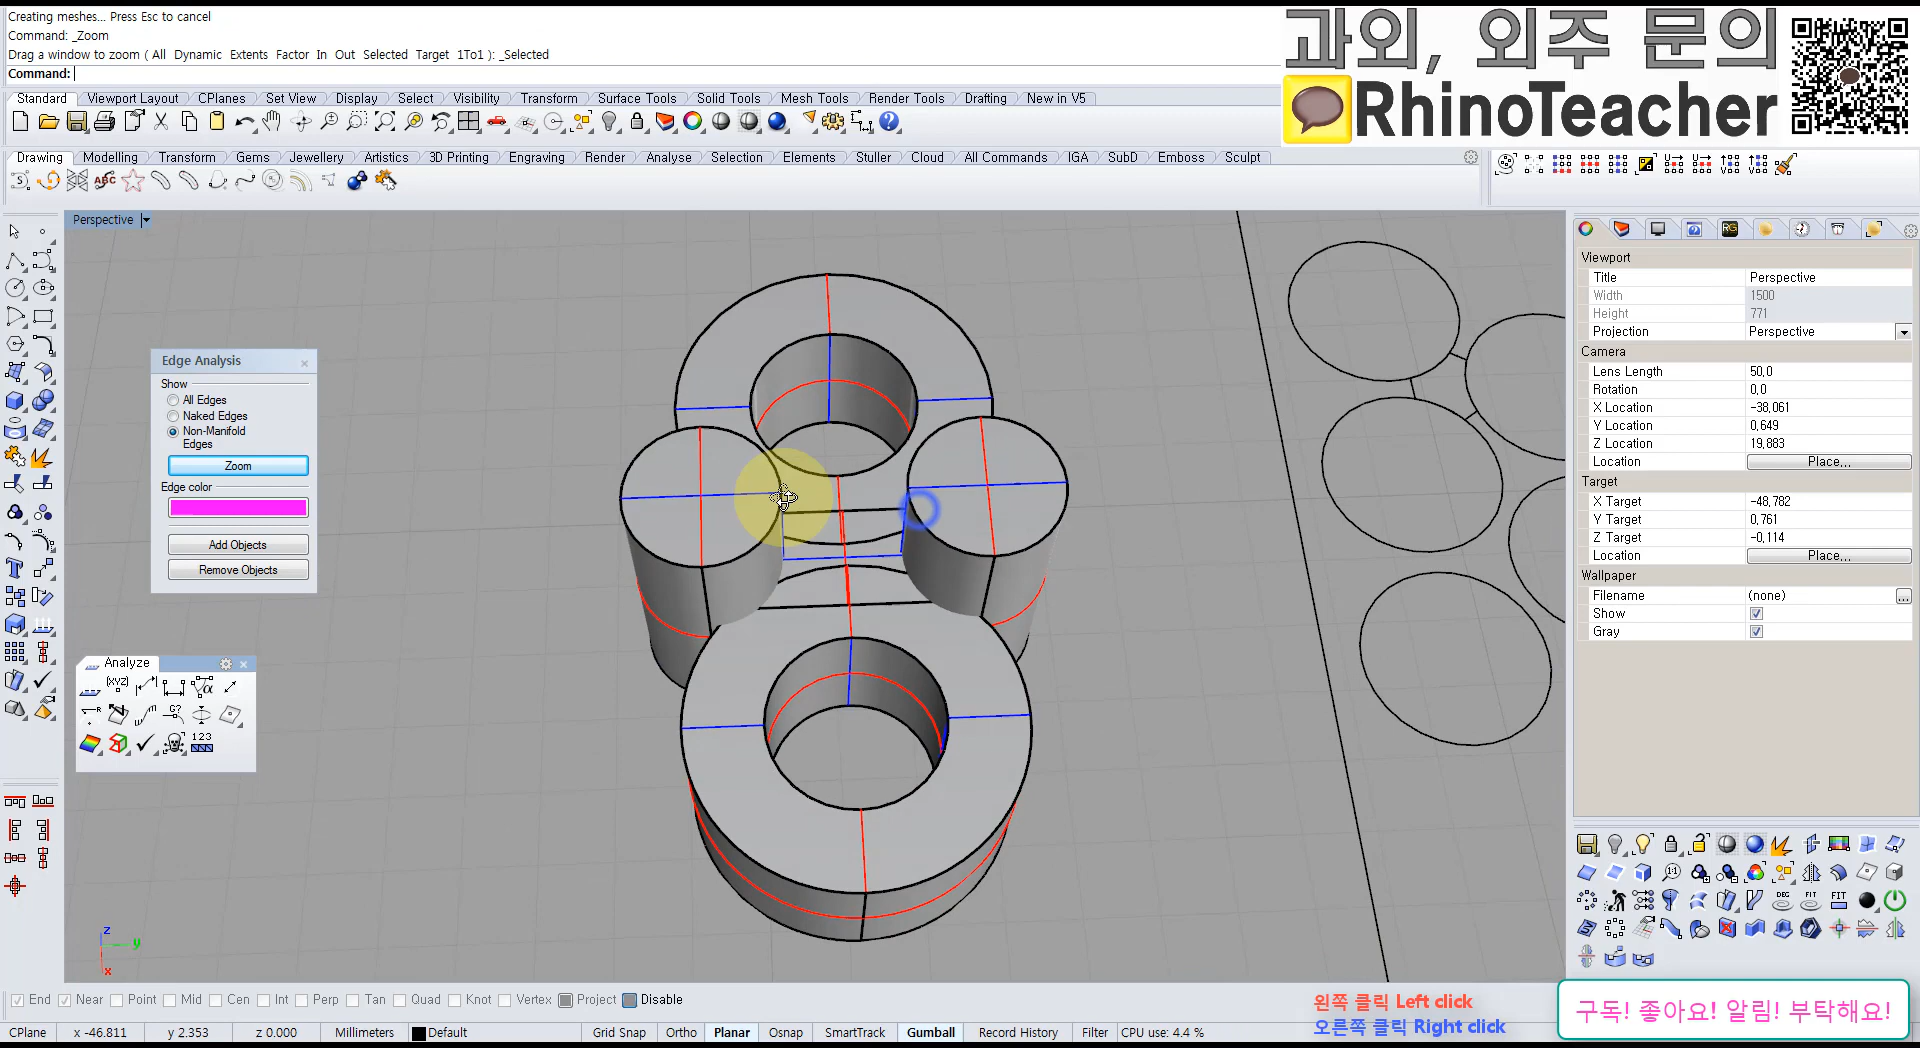 Creating meshes... Press Esc to cancel
Command: _Zoom
Drag a window to zoom ( All Dynamic Extents Factor In Out Selected Target 1To1 ): _Selected
Command:
과외, 외주 문의
RhinoTeacher
Standard Viewport Layout CPlanes Set View Display Select Visibility Transform Surface Tools Solid Tools Mesh Tools Render Tools Drafting New in V5
Drawing Modelling Transform Gems Jewellery Artistics 3D Printing Engraving Render Analyse Selection Elements Stuller Cloud All Commands IGA SubD Emboss Sculpt
Perspective
Edge Analysis
Show
All Edges
Naked Edges
Non-Manifold
Edges
Zoom
Edge color
Add Objects
Remove Objects
Analyze
Viewport
Title Perspective
Width 1500
Height 771
Projection Perspective
Camera
Lens Length 50,0
Rotation 0,0
X Location -38,061
Y Location 0,649
Z Location 19,883
Location Place...
Target
X Target -48,782
Y Target 0,761
Z Target -0,114
Location Place...
Wallpaper
Filename (none)
Show
Gray
z
y
x
End Near Point Mid Cen Int Perp Tan Quad Knot Vertex Project Disable
왼쪽 클릭 Left click
오른쪽 클릭 Right click
구독! 좋아요! 알림! 부탁해요!
CPlane x -46.811 y 2.353 z 0.000 Millimeters Default Grid Snap Ortho Planar Osnap SmartTrack Gumball Record History Filter CPU use: 4.4 %